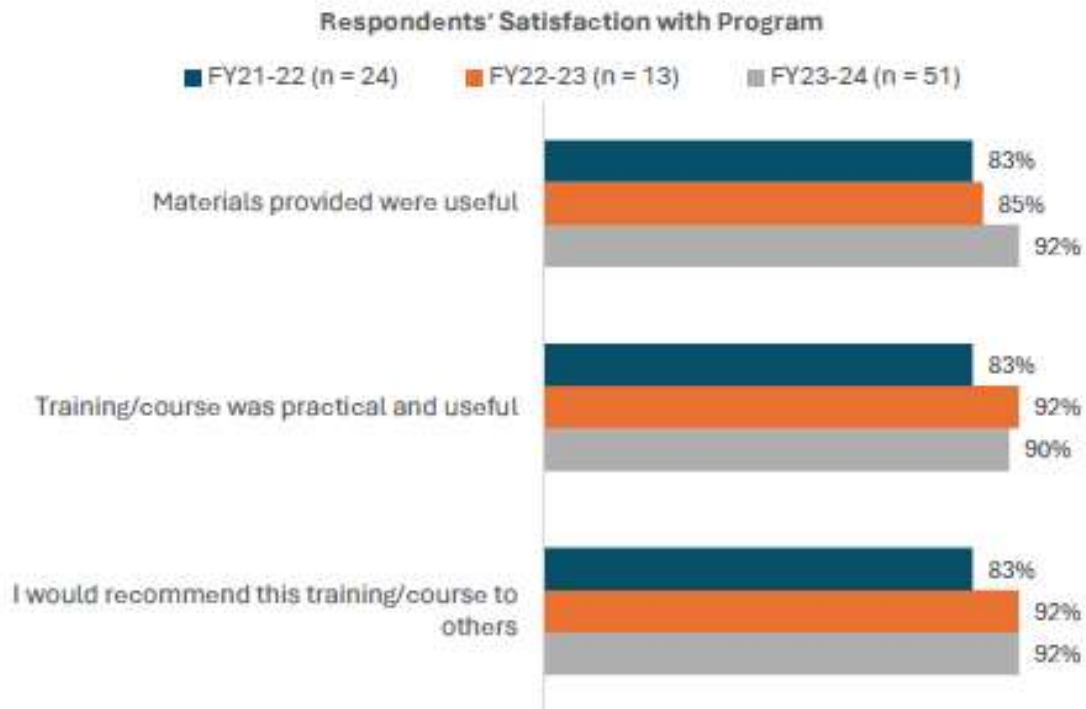 Respondents' Satisfaction with Program
FY21-22 (n = 24) FY22-23 (n = 13) FY23-24 (n = 51)
83%
Materials provided were useful 85%
92%
83%
Training/course was practical and useful 92%
90%
83%
I would recommend this training/course to 92%
others 92%